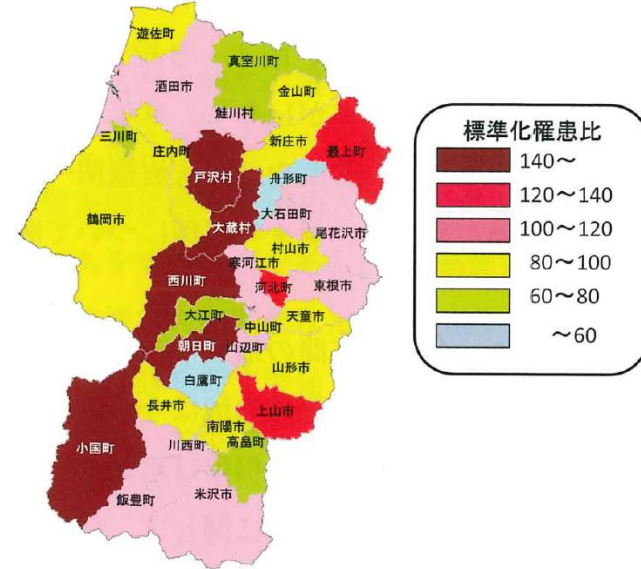 遊佐町
真室川町
酒田市
金山町
鮭川村
三川町
庄内町
新庄市
最上町
戸沢村
舟形町
鶴岡市
大蔵村
大石田町
尾花沢市
村山市
西川町
寒河江市
河北町
東根市
大江町
天童市
中山町
朝日町
山辺町
山形市
白鷹町
長井市
上山市
南陽市
小国町
川西町
高畠町
飯豊町
米沢市
標準化罹患比
140～
120～140
100～120
80～100
60～80
～60